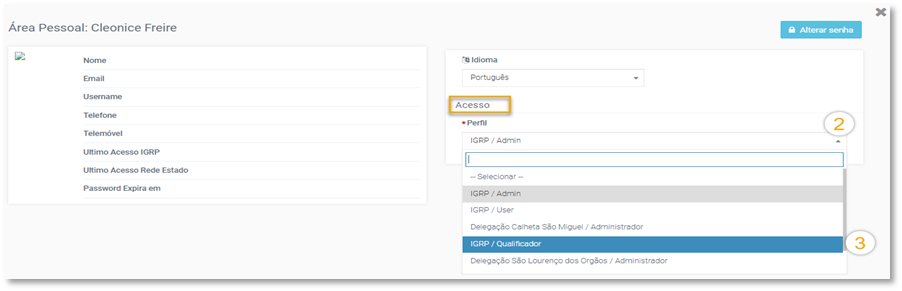 Área Pessoal: Cleonice Freire
Alterar senha
Nome
Email
Username
Telefone
Telemóvel
Ultimo Acesso IGRP
Ultimo Acesso Rede Estado
Password Expira em
Idioma
Português
Acesso
* Perfil
2
IGRP / Admin
-- Selecionar --
IGRP / Admin
IGRP / User
Delegação Calheta São Miguel / Administrador
IGRP / Qualificador
3
Delegação São Lourenço dos Orgãos / Administrador